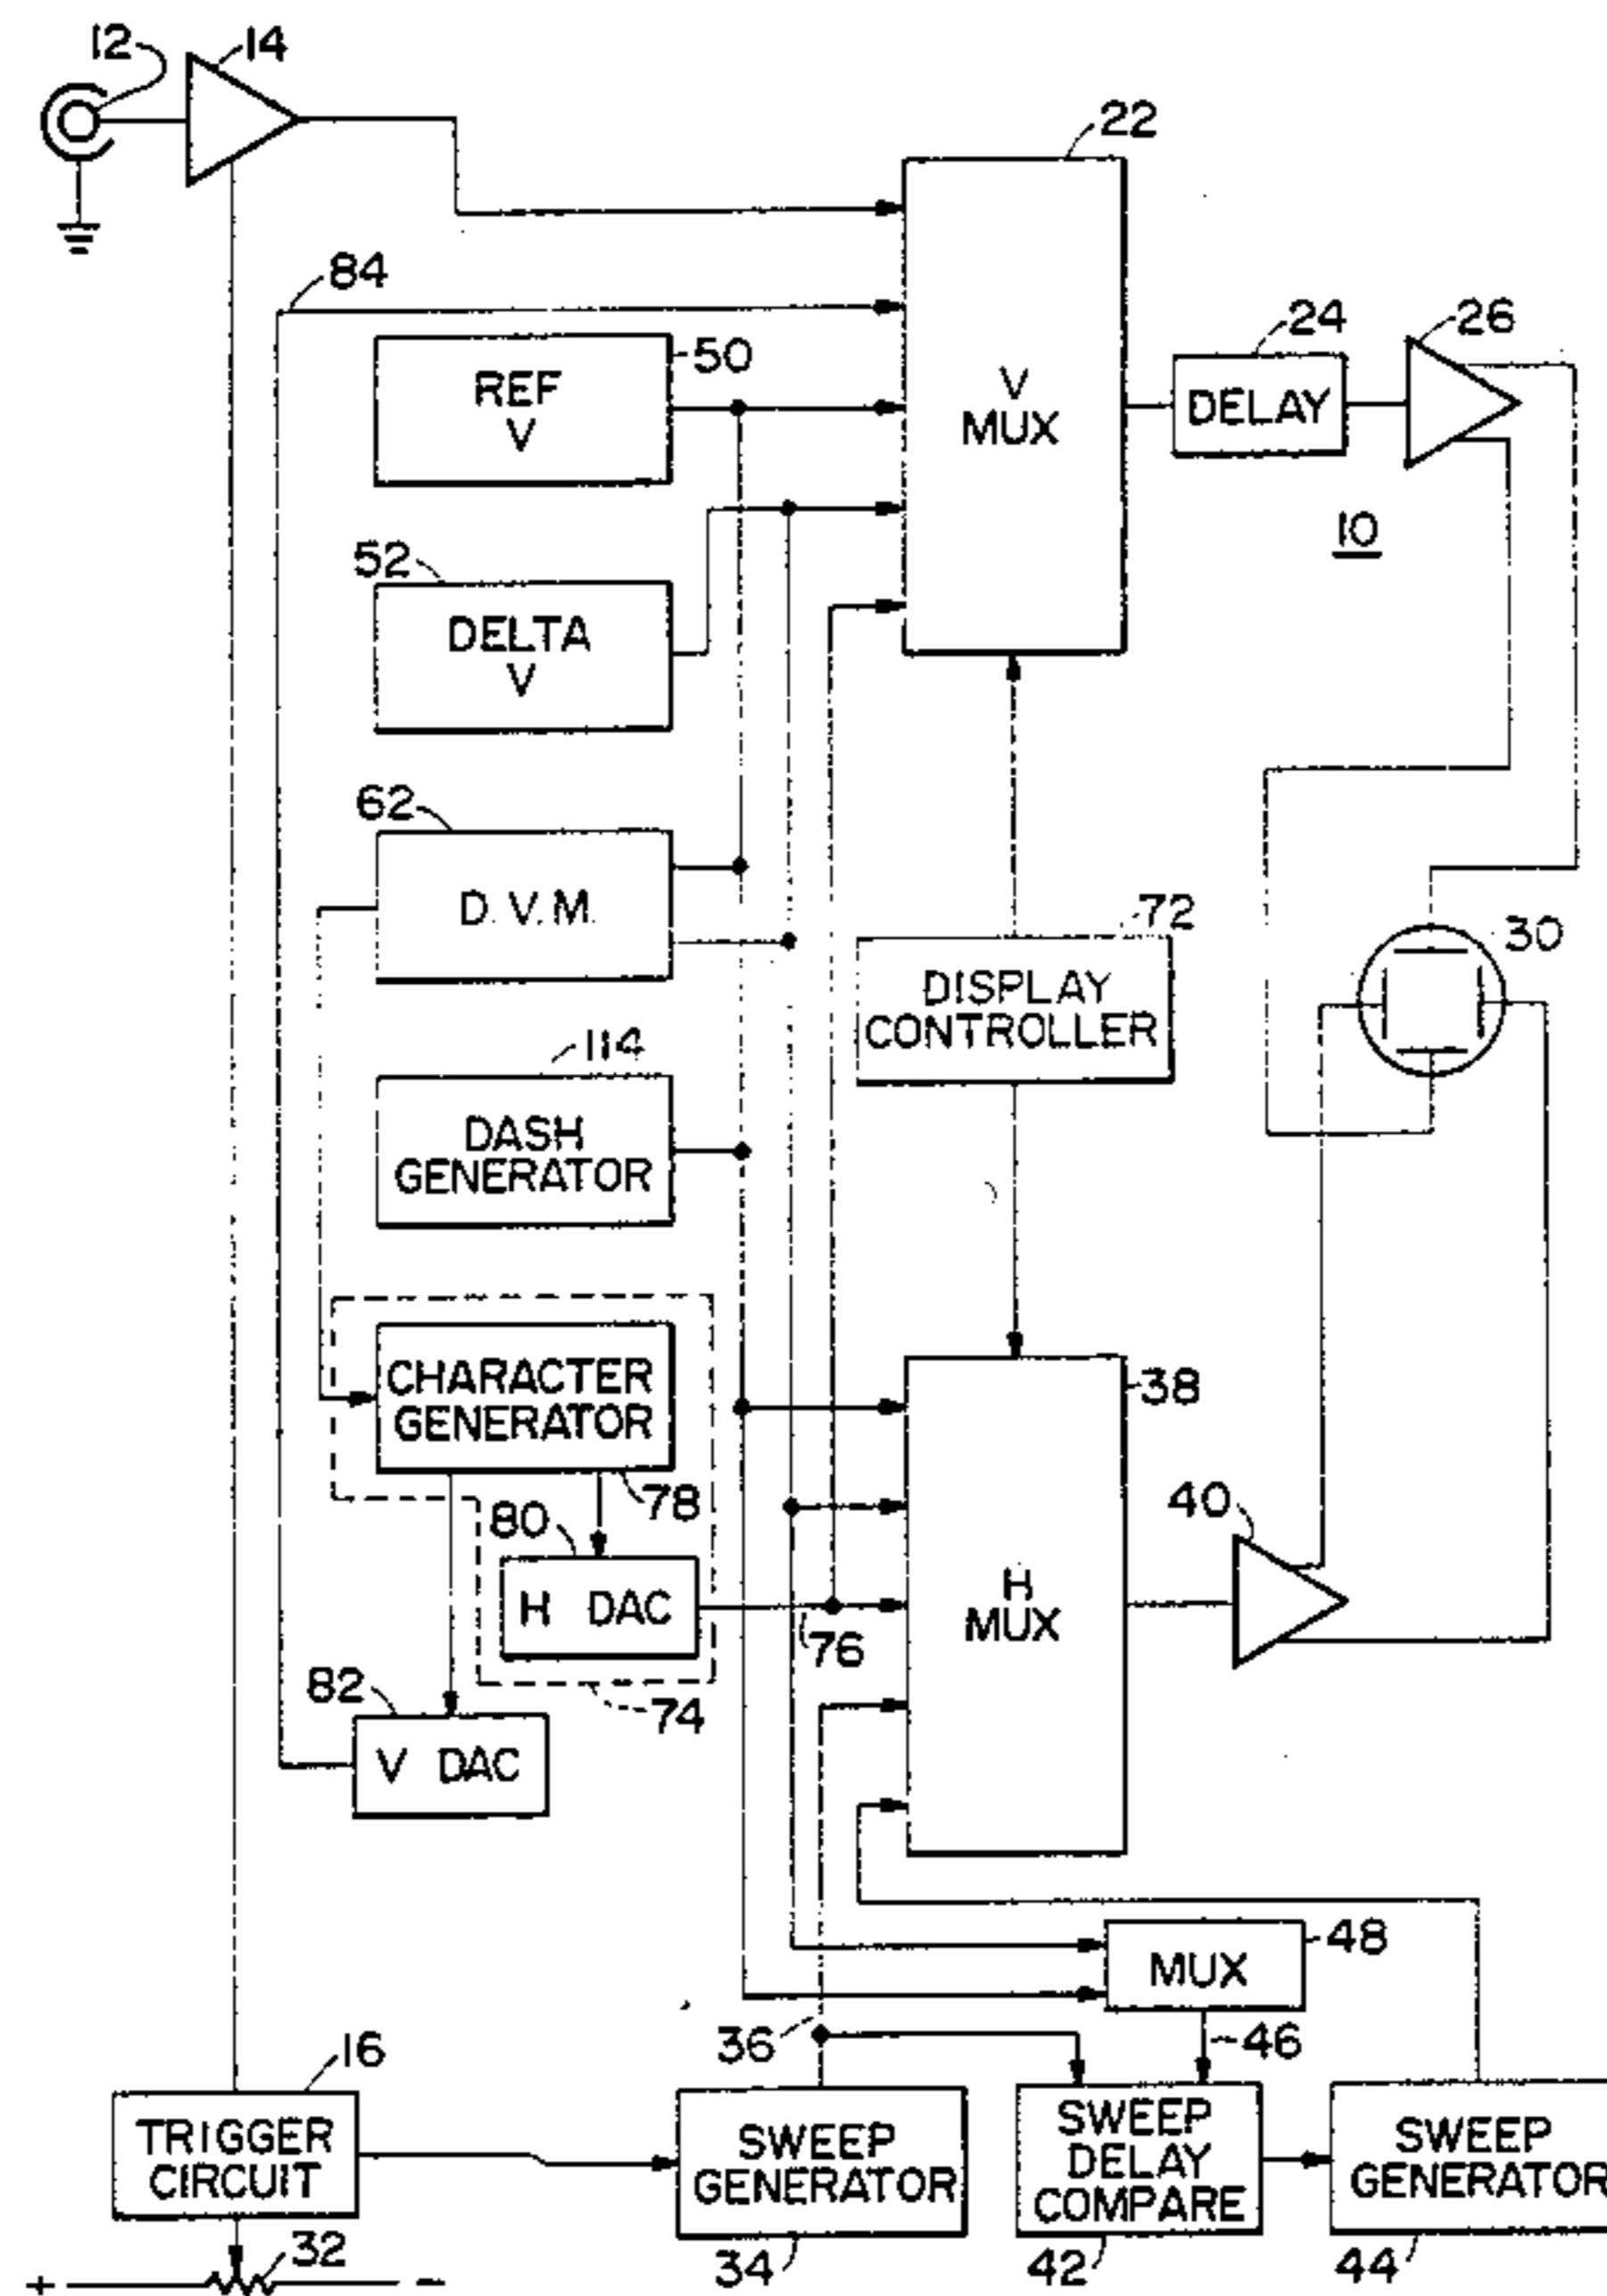 12
14
22
84
50
REF
V
V
MUX
24
DELAY
26
10
52
DELTA
V
62
D.V.M.
72
DISPLAY
CONTROLLER
30
114
DASH
GENERATOR
CHARACTER
GENERATOR
78
38
80
H DAC
76
H
MUX
40
82
74
V DAC
48
MUX
36
46
16
TRIGGER
CIRCUIT
SWEEP
GENERATOR
SWEEP
DELAY
COMPARE
SWEEP
GENERATOR
32
34
42
44
+ -